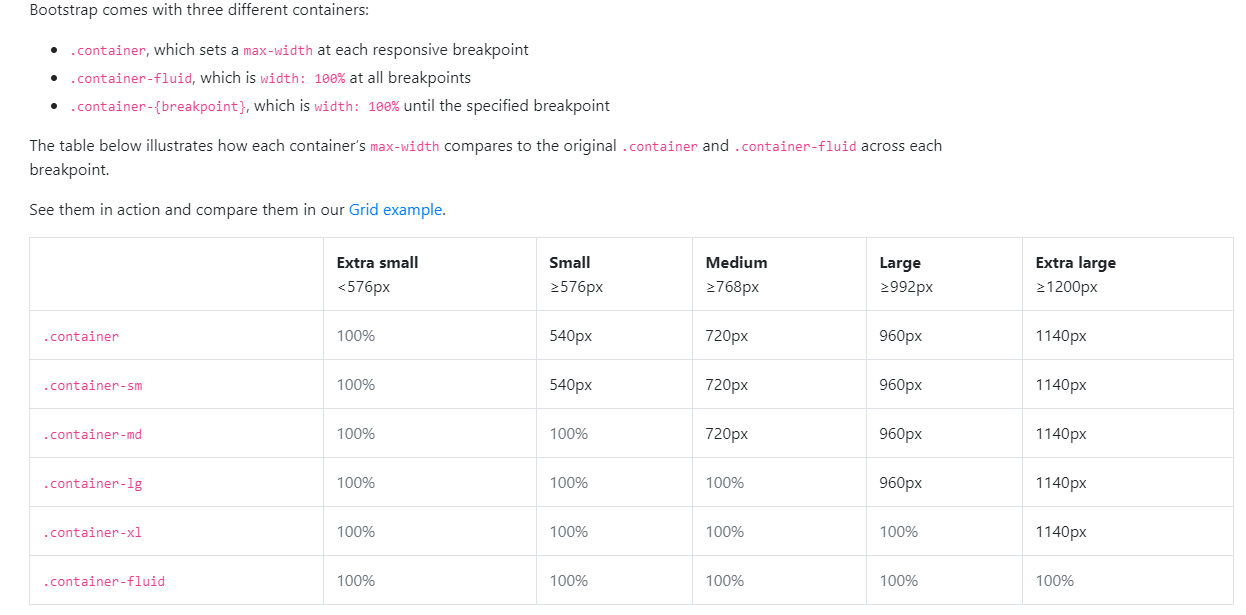 Bootstrap comes with three different containers:
• .container, which sets a max-width at each responsive breakpoint
• .container-fluid, which is width: 100% at all breakpoints
• .container-{breakpoint}, which is width: 100% until the specified breakpoint
The table below illustrates how each container's max-width compares to the original .container and .container-fluid across each
breakpoint.
See them in action and compare them in our Grid example.
Extra small Small Medium Large Extra large
<576px ≥576px ≥768px ≥992px ≥1200px
.container 100% 540px 720px 960px 1140px
.container-sm 100% 540px 720px 960px 1140px
.container-md 100% 100% 720px 960px 1140px
.container-lg 100% 100% 100% 960px 1140px
.container-xl 100% 100% 100% 100% 1140px
.container-fluid 100% 100% 100% 100% 100%